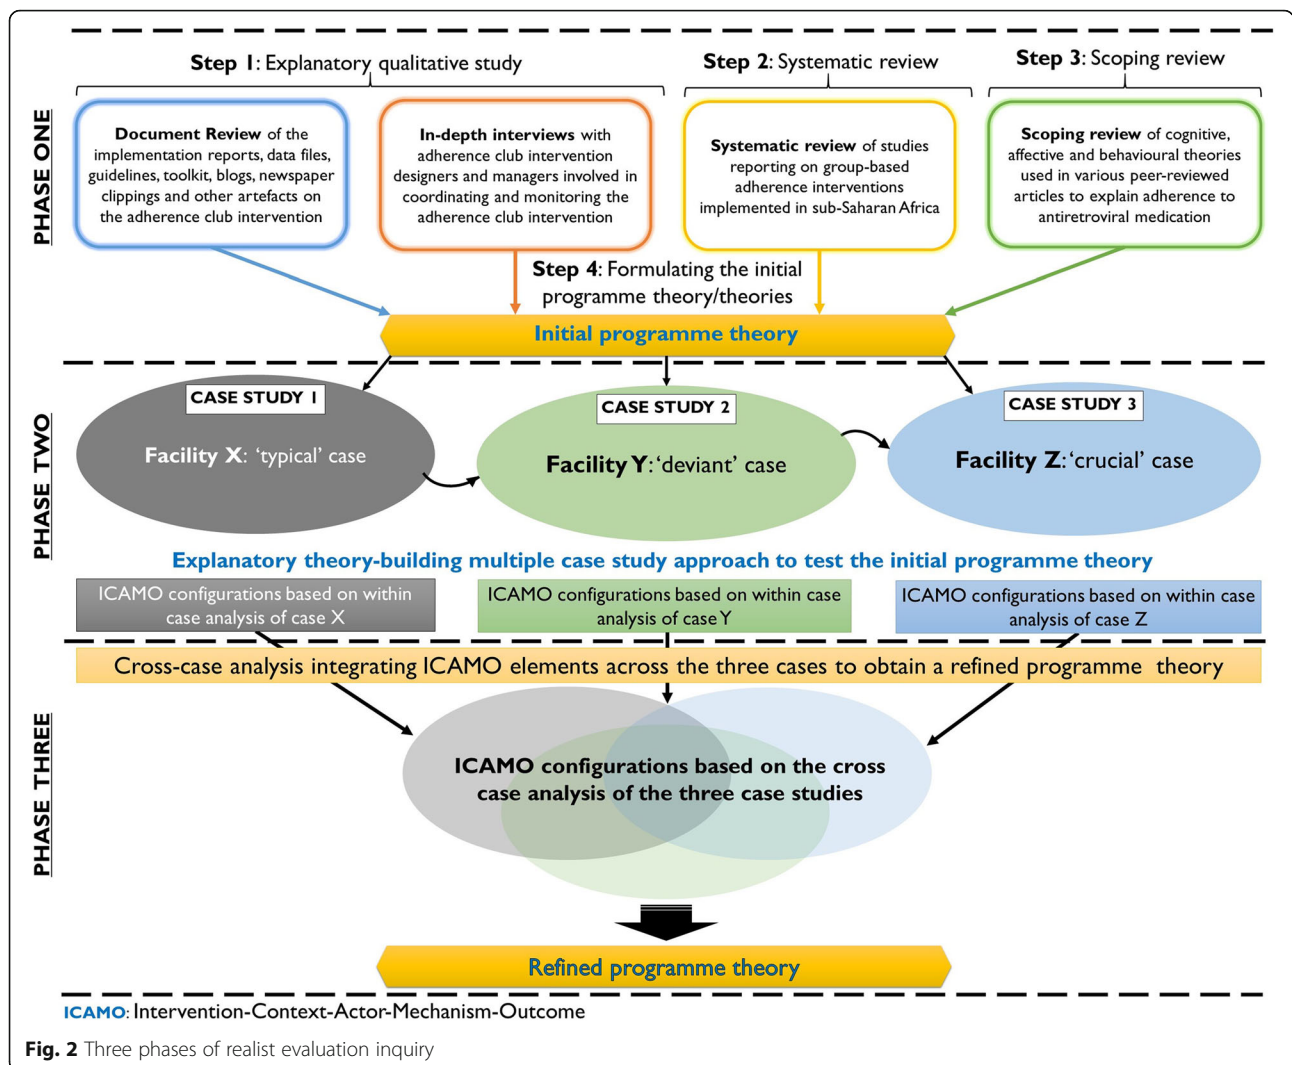 PHASE ONE
Step 1: Explanatory qualitative study
Step 2: Systematic review
Step 3: Scoping review
Document Review of the
implementation reports, data files,
guidelines, toolkit, blogs, newspaper
clippings and other artefacts on
the adherence club intervention
In-depth interviews with
adherence club intervention
designers and managers involved in
coordinating and monitoring the
adherence club intervention
Systematic review of studies
reporting on group-based
adherence interventions
implemented in sub-Saharan Africa
Scoping review of cognitive,
affective and behavioural theories
used in various peer-reviewed
articles to explain adherence to
antiretroviral medication
Step 4: Formulating the initial
programme theory/theories
Initial programme theory
PHASE TWO
CASE STUDY 1
Facility X: ‘typical’ case
CASE STUDY 2
Facility Y: ‘deviant’ case
CASE STUDY 3
Facility Z: ‘crucial’ case
Explanatory theory-building multiple case study approach to test the initial programme theory
ICAMO configurations based on within
case analysis of case X
ICAMO configurations based on within case
analysis of case Y
ICAMO configurations based on within case
analysis of case Z
PHASE THREE
Cross-case analysis integrating ICAMO elements across the three cases to obtain a refined programme theory
ICAMO configurations based on the cross
case analysis of the three case studies
Refined programme theory
ICAMO: Intervention-Context-Actor-Mechanism-Outcome
Fig. 2 Three phases of realist evaluation inquiry